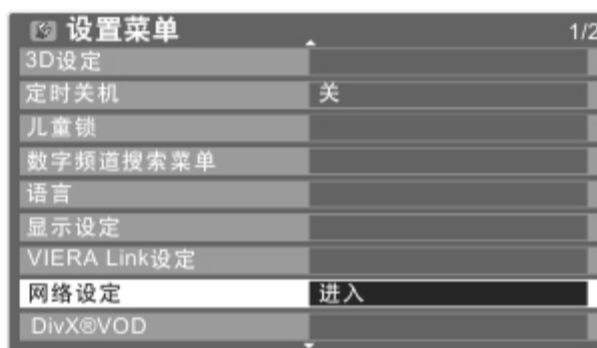 设置菜单 1/2
3D设定
定时关机 关
儿童锁
数字频道搜索菜单
语言
显示设定
VIERA Link设定
网络设定 进入
DivX®VOD